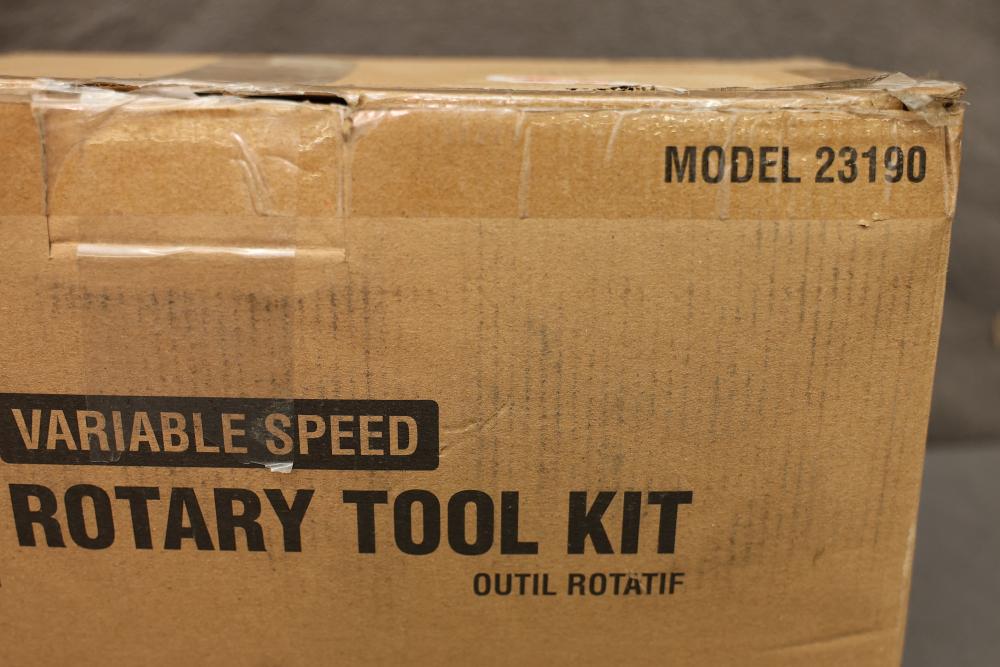 MODEL 23190
VARIABLE SPEED
ROTARY TOOL KIT
OUTIL ROTATIF